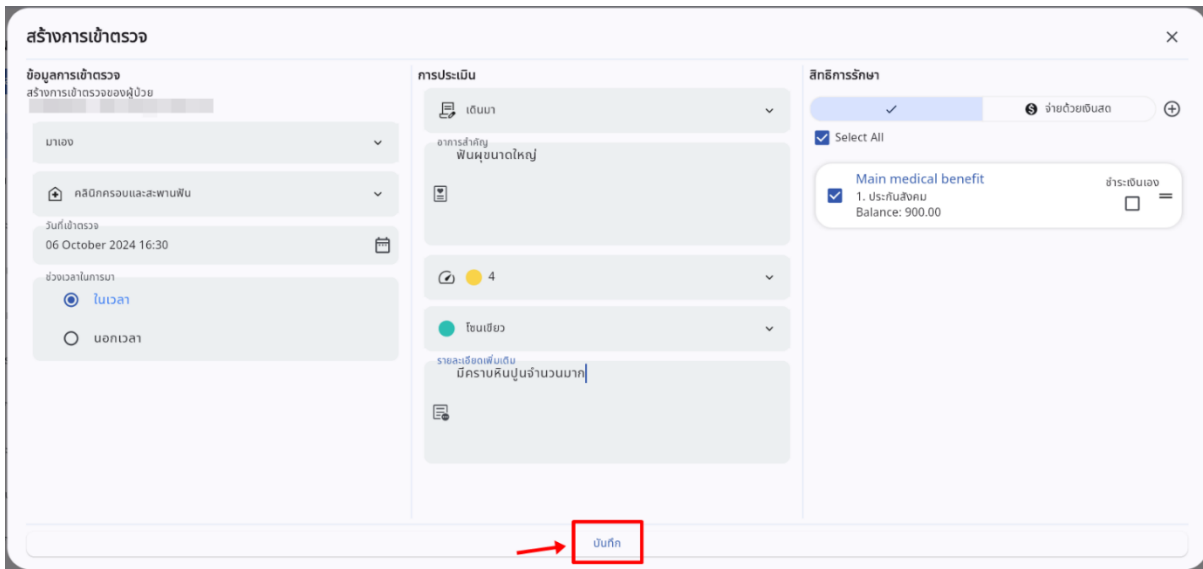 สร้างการเข้าตรวจ
ข้อมูลการเข้าตรวจ
สร้างการเข้าตรวจของผู้ป่วย
มาเอง
คลินิกครอบและสะพานฟัน
วันที่เข้าตรวจ
06 October 2024 16:30
ช่วงเวลาในการมา
ในเวลา
นอกเวลา
การประเมิน
เดินมา
อาการสำคัญ
ฟันผุขนาดใหญ่
4
โซนเขียว
รายละเอียดเพิ่มเติม
มีคราบหินปูนจำนวนมาก
สิทธิการรักษา
จ่ายด้วยเงินสด
Select All
Main medical benefit
ชำระเงินเอง
1. ประกันสังคม
Balance: 900.00
บันทึก